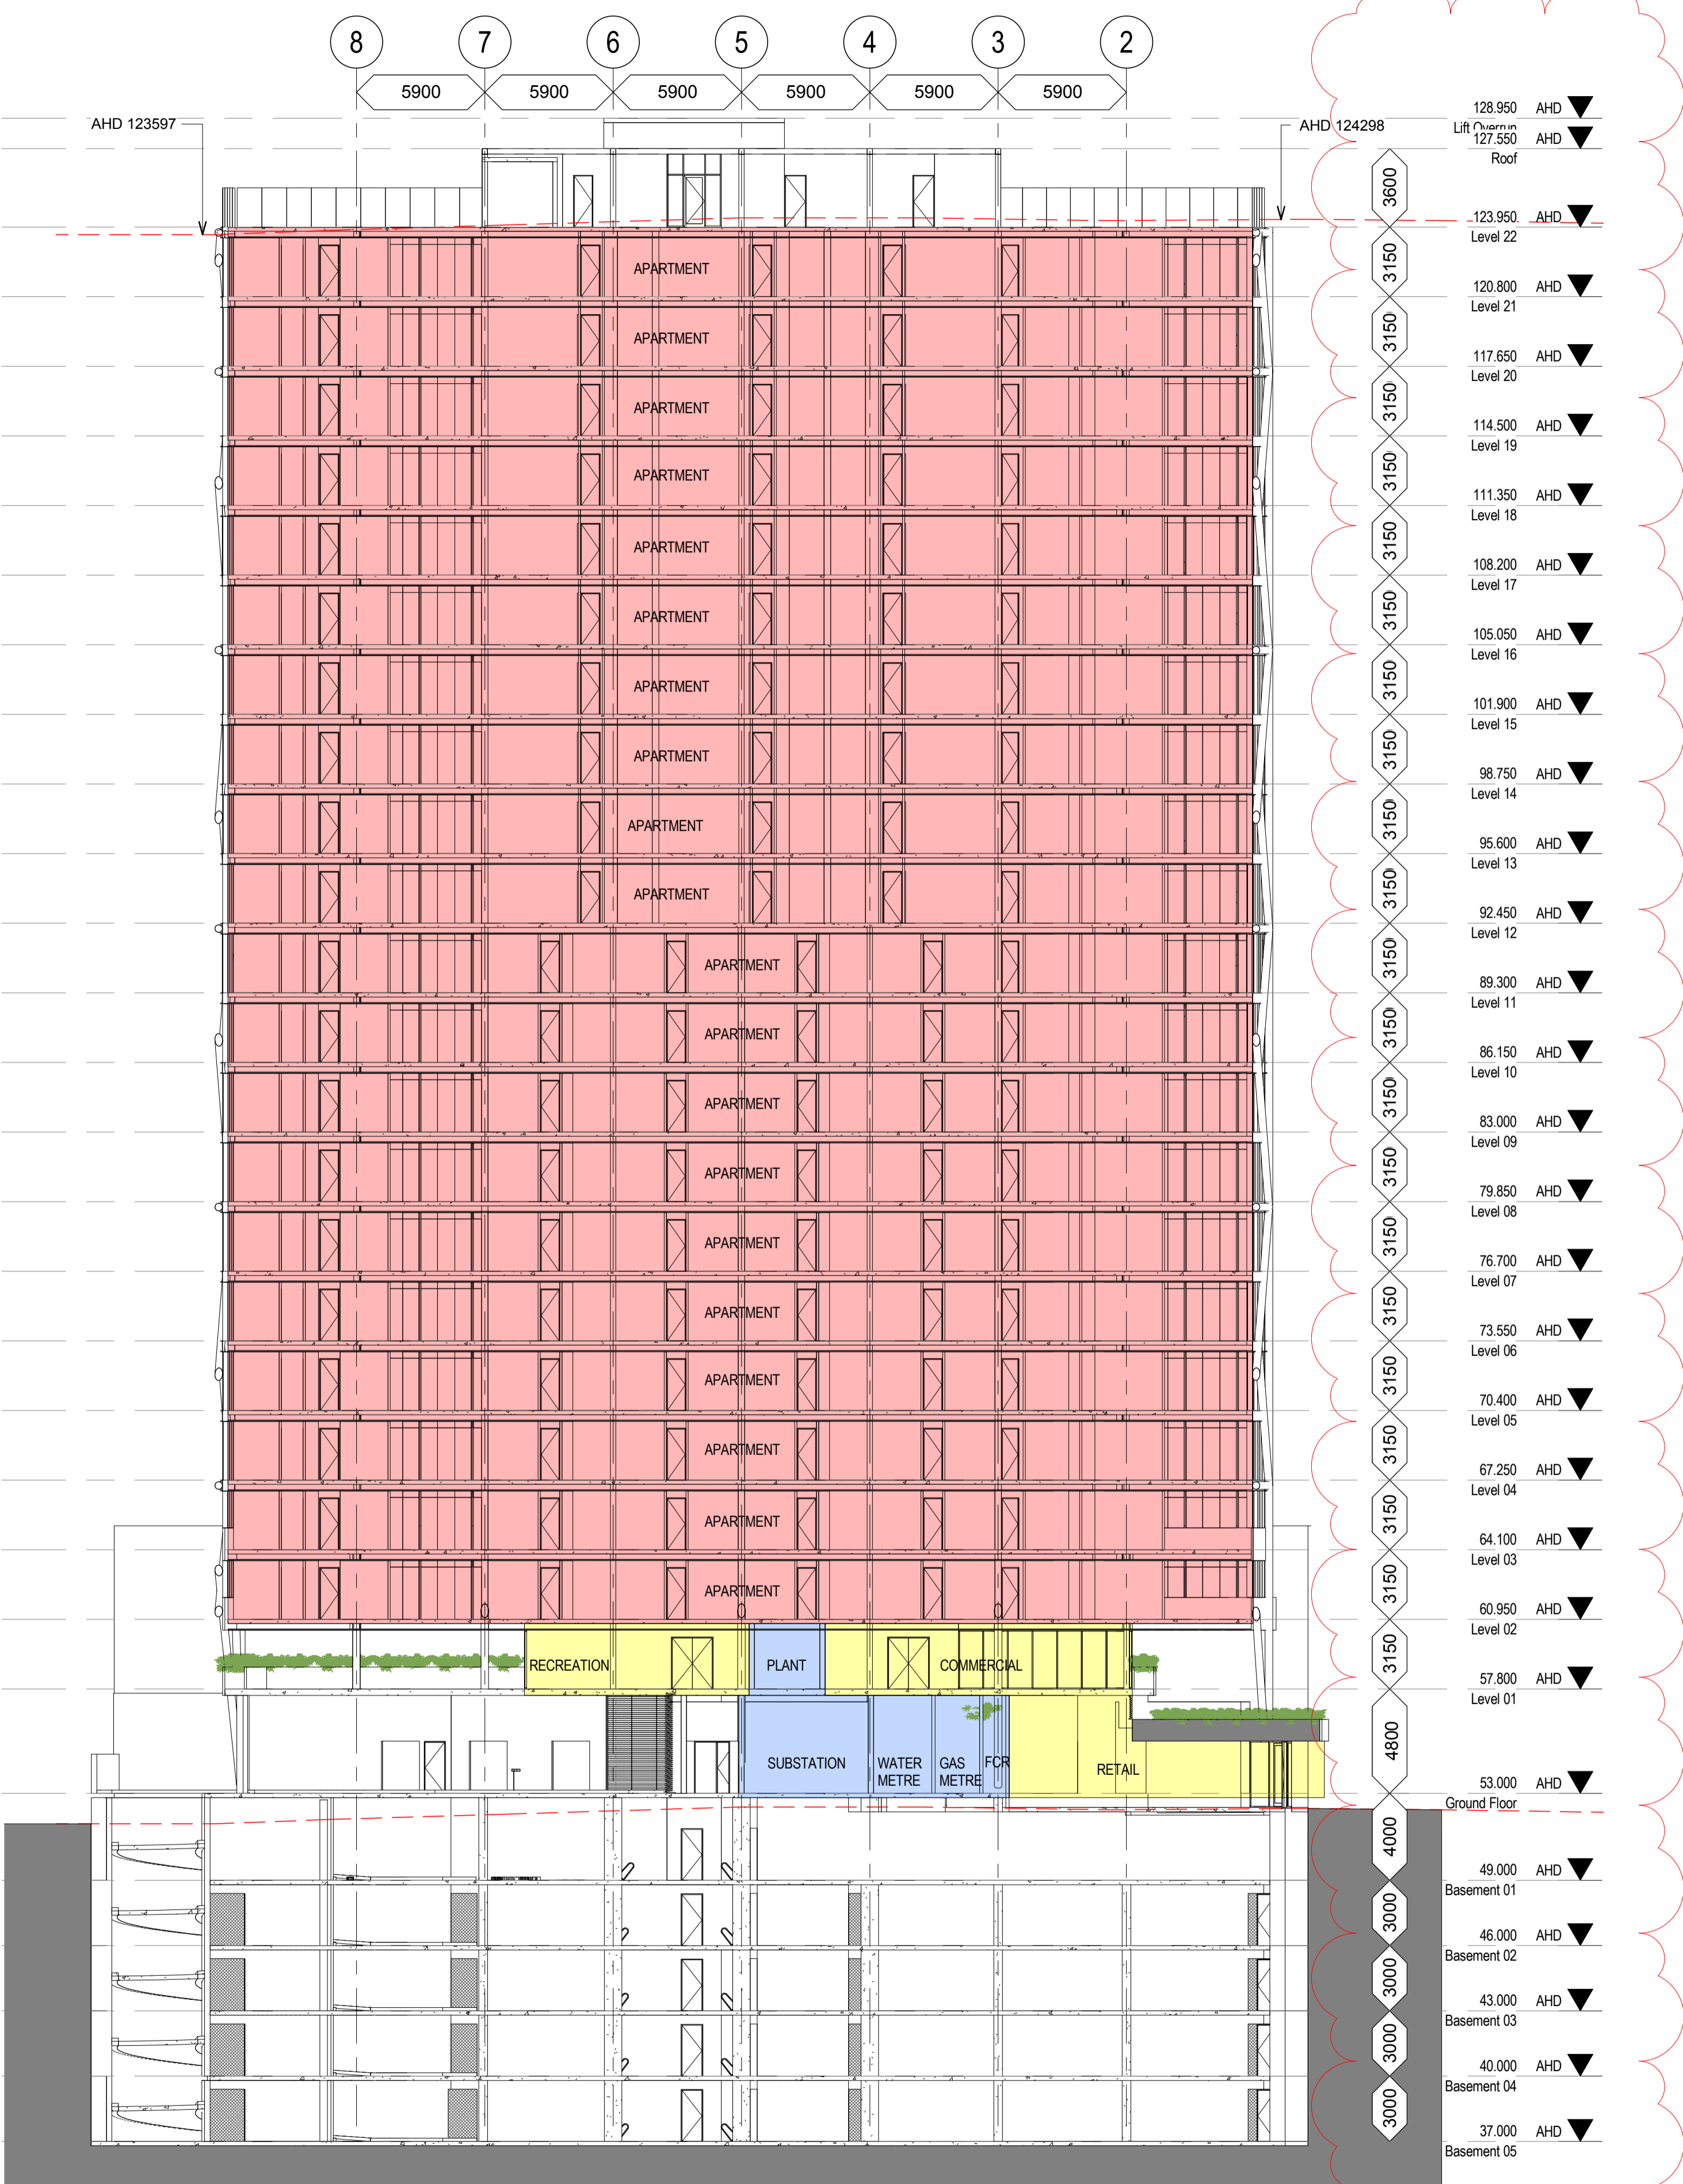 8 7 6 5 4 3 2
5900 5900 5900 5900 5900 5900
128.950 AHD
Lift Overrun
AHD 123597
AHD 124298
127.550 AHD
Roof
3600
123.950 AHD
Level 22
APARTMENT
3150
120.800 AHD
Level 21
APARTMENT
3150
117.650 AHD
Level 20
APARTMENT
3150
114.500 AHD
Level 19
APARTMENT
3150
111.350 AHD
Level 18
APARTMENT
3150
108.200 AHD
Level 17
APARTMENT
3150
105.050 AHD
Level 16
APARTMENT
3150
101.900 AHD
Level 15
APARTMENT
3150
98.750 AHD
Level 14
APARTMENT
3150
95.600 AHD
Level 13
APARTMENT
3150
92.450 AHD
Level 12
APARTMENT
3150
89.300 AHD
Level 11
APARTMENT
3150
86.150 AHD
Level 10
APARTMENT
3150
83.000 AHD
Level 09
APARTMENT
3150
79.850 AHD
Level 08
APARTMENT
3150
76.700 AHD
Level 07
APARTMENT
3150
73.550 AHD
Level 06
APARTMENT
3150
70.400 AHD
Level 05
APARTMENT
3150
67.250 AHD
Level 04
APARTMENT
3150
64.100 AHD
Level 03
APARTMENT
3150
60.950 AHD
Level 02
RECREATION PLANT COMMERCIAL
3150
57.800 AHD
Level 01
SUBSTATION
WATER
METRE
GAS
METRE
FCR
RETAIL
4800
53.000 AHD
Ground Floor
4000
49.000 AHD
Basement 01
3000
46.000 AHD
Basement 02
3000
43.000 AHD
Basement 03
3000
40.000 AHD
Basement 04
3000
37.000 AHD
Basement 05